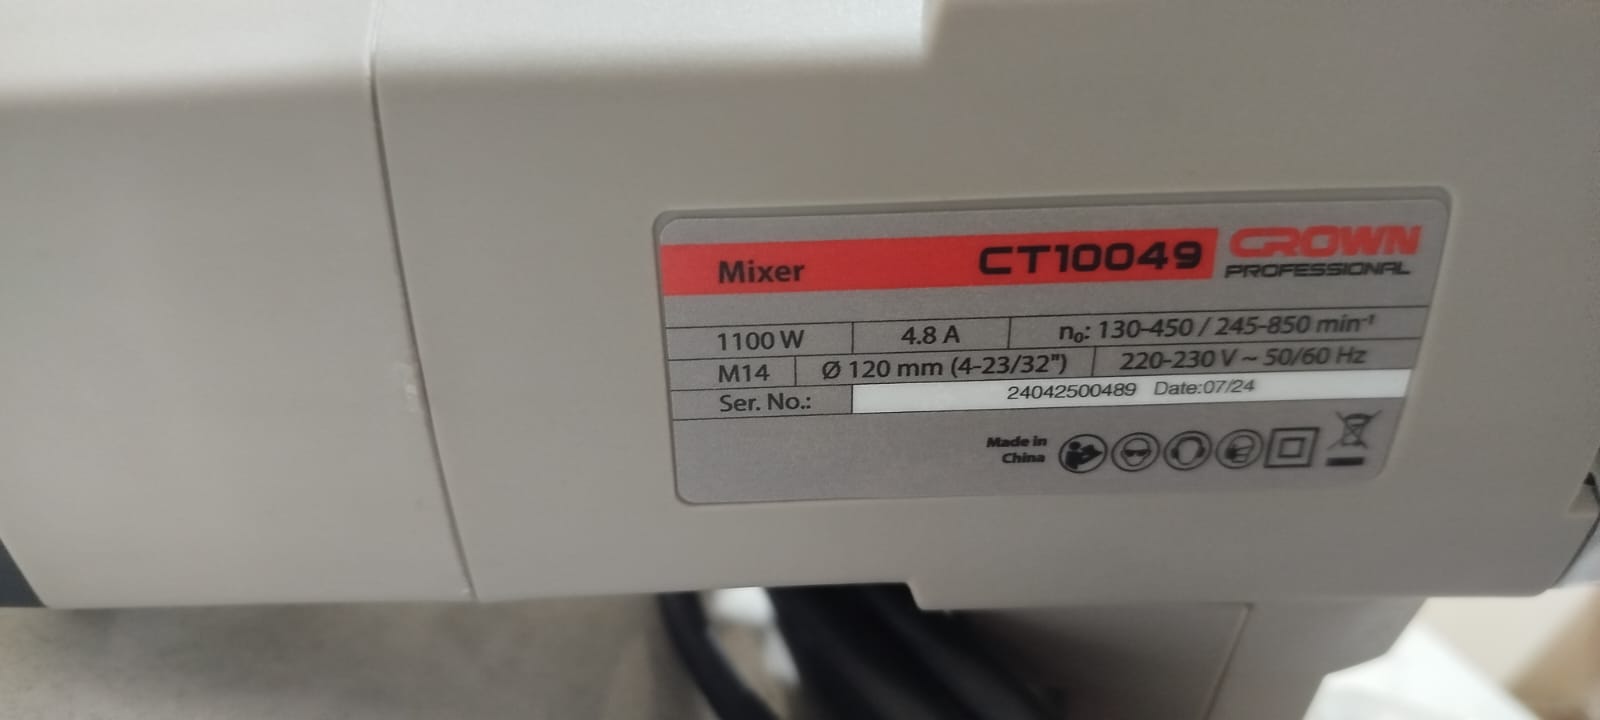 Mixer CT10049 CROWN
PROFESSIONAL
1100 W 4.8 A n₀: 130-450 / 245-850 min⁻¹
M14 Ø 120 mm (4-23/32") 220-230 V ~ 50/60 Hz
Ser. No.: 24042500489 Date:07/24
Made in
China